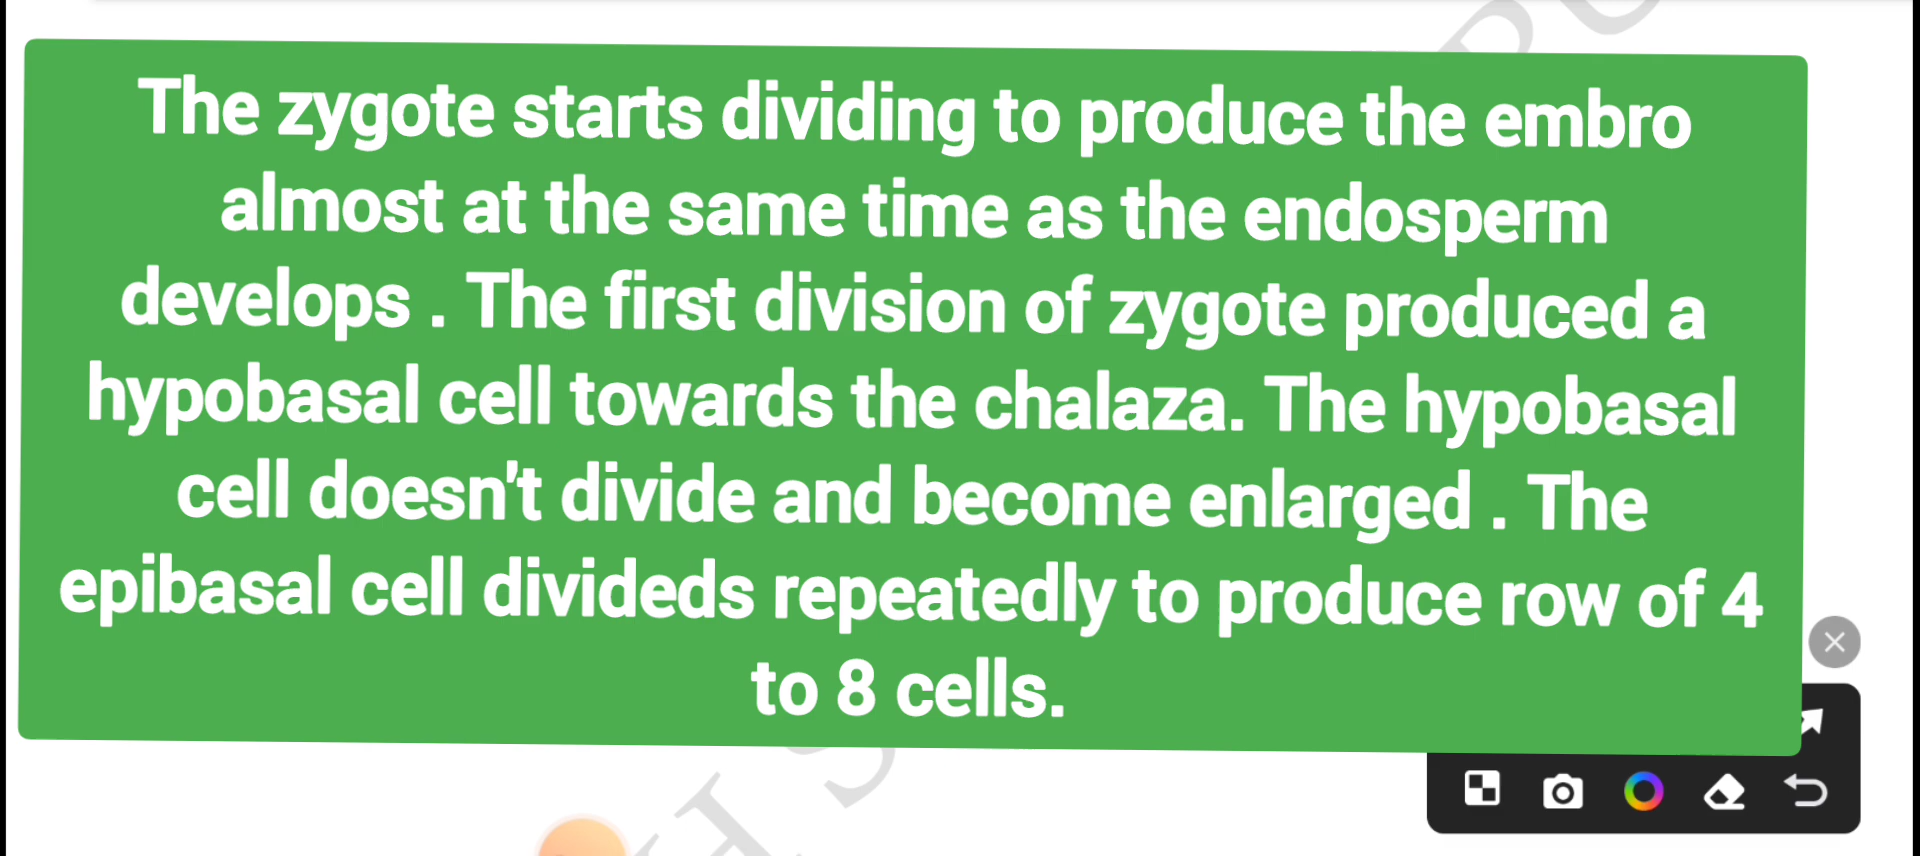 The zygote starts dividing to produce the embro
almost at the same time as the endosperm
develops . The first division of zygote produced a
hypobasal cell towards the chalaza. The hypobasal
cell doesn't divide and become enlarged . The
epibasal cell divideds repeatedly to produce row of 4
to 8 cells.